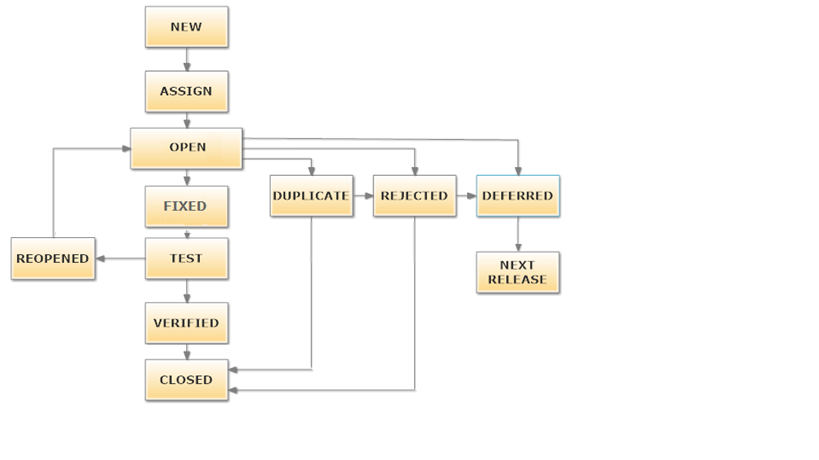 NEW
ASSIGN
OPEN
FIXED
DUPLICATE
REJECTED
DEFERRED
REOPENED
TEST
NEXT
RELEASE
VERIFIED
CLOSED